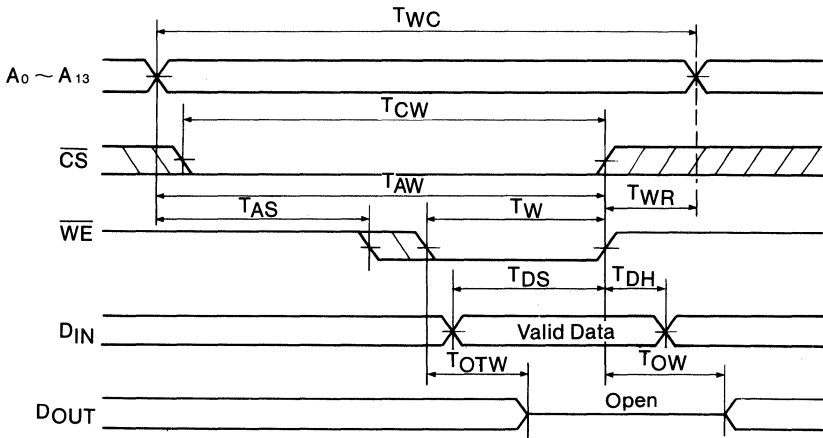 TWC
A0 ~ A13
TCW
CS
TAW
TAS
TW
TWR
WE
TDS
TDH
DIN
Valid Data
TOTW
TOW
DOUT
Open